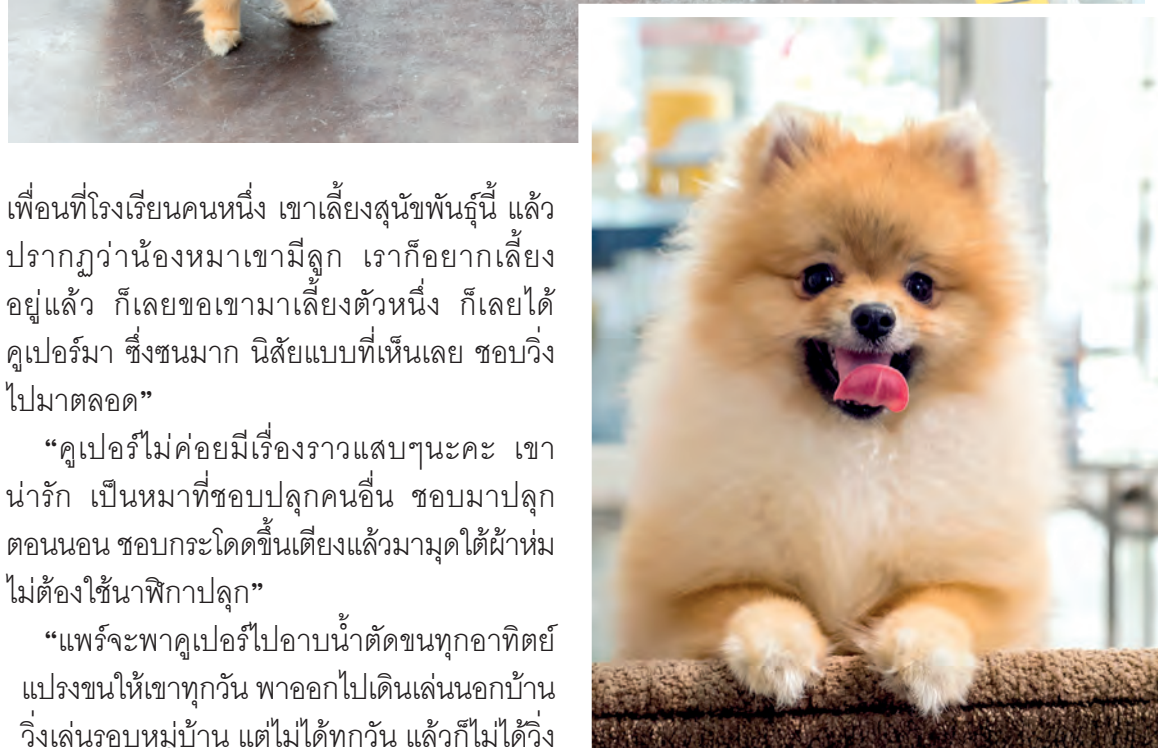 เพื่อนที่โรงเรียนคนหนึ่ง เขาเลี้ยงสุนัขพันธุ์นี้ แล้ว
ปรากฏว่าน้องหมาเขามีลูก เราก็อยากเลี้ยง
อยู่แล้ว ก็เลยขอเขามาเลี้ยงตัวหนึ่ง ก็เลยได้
คูเปอร์มา ซึ่งซนมาก นิสัยแบบที่เห็นเลย ชอบวิ่ง
ไปมาตลอด”
“คูเปอร์ไม่ค่อยมีเรื่องราวแสบๆนะคะ เขา
น่ารัก เป็นหมาที่ชอบปลุกคนอื่น ชอบมาปลุก
ตอนนอน ชอบกระโดดขึ้นเตียงแล้วมามุดใต้ผ้าห่ม
ไม่ต้องใช้นาฬิกาปลุก”
“แพร์จะพาคูเปอร์ไปอาบน้ำตัดขนทุกอาทิตย์
แปรงขนให้เขาทุกวัน พาออกไปเดินเล่นนอกบ้าน
วิ่งเล่นรอบหมู่บ้าน แต่ไม่ได้ทุกวัน แล้วก็ไม่ได้วิ่ง